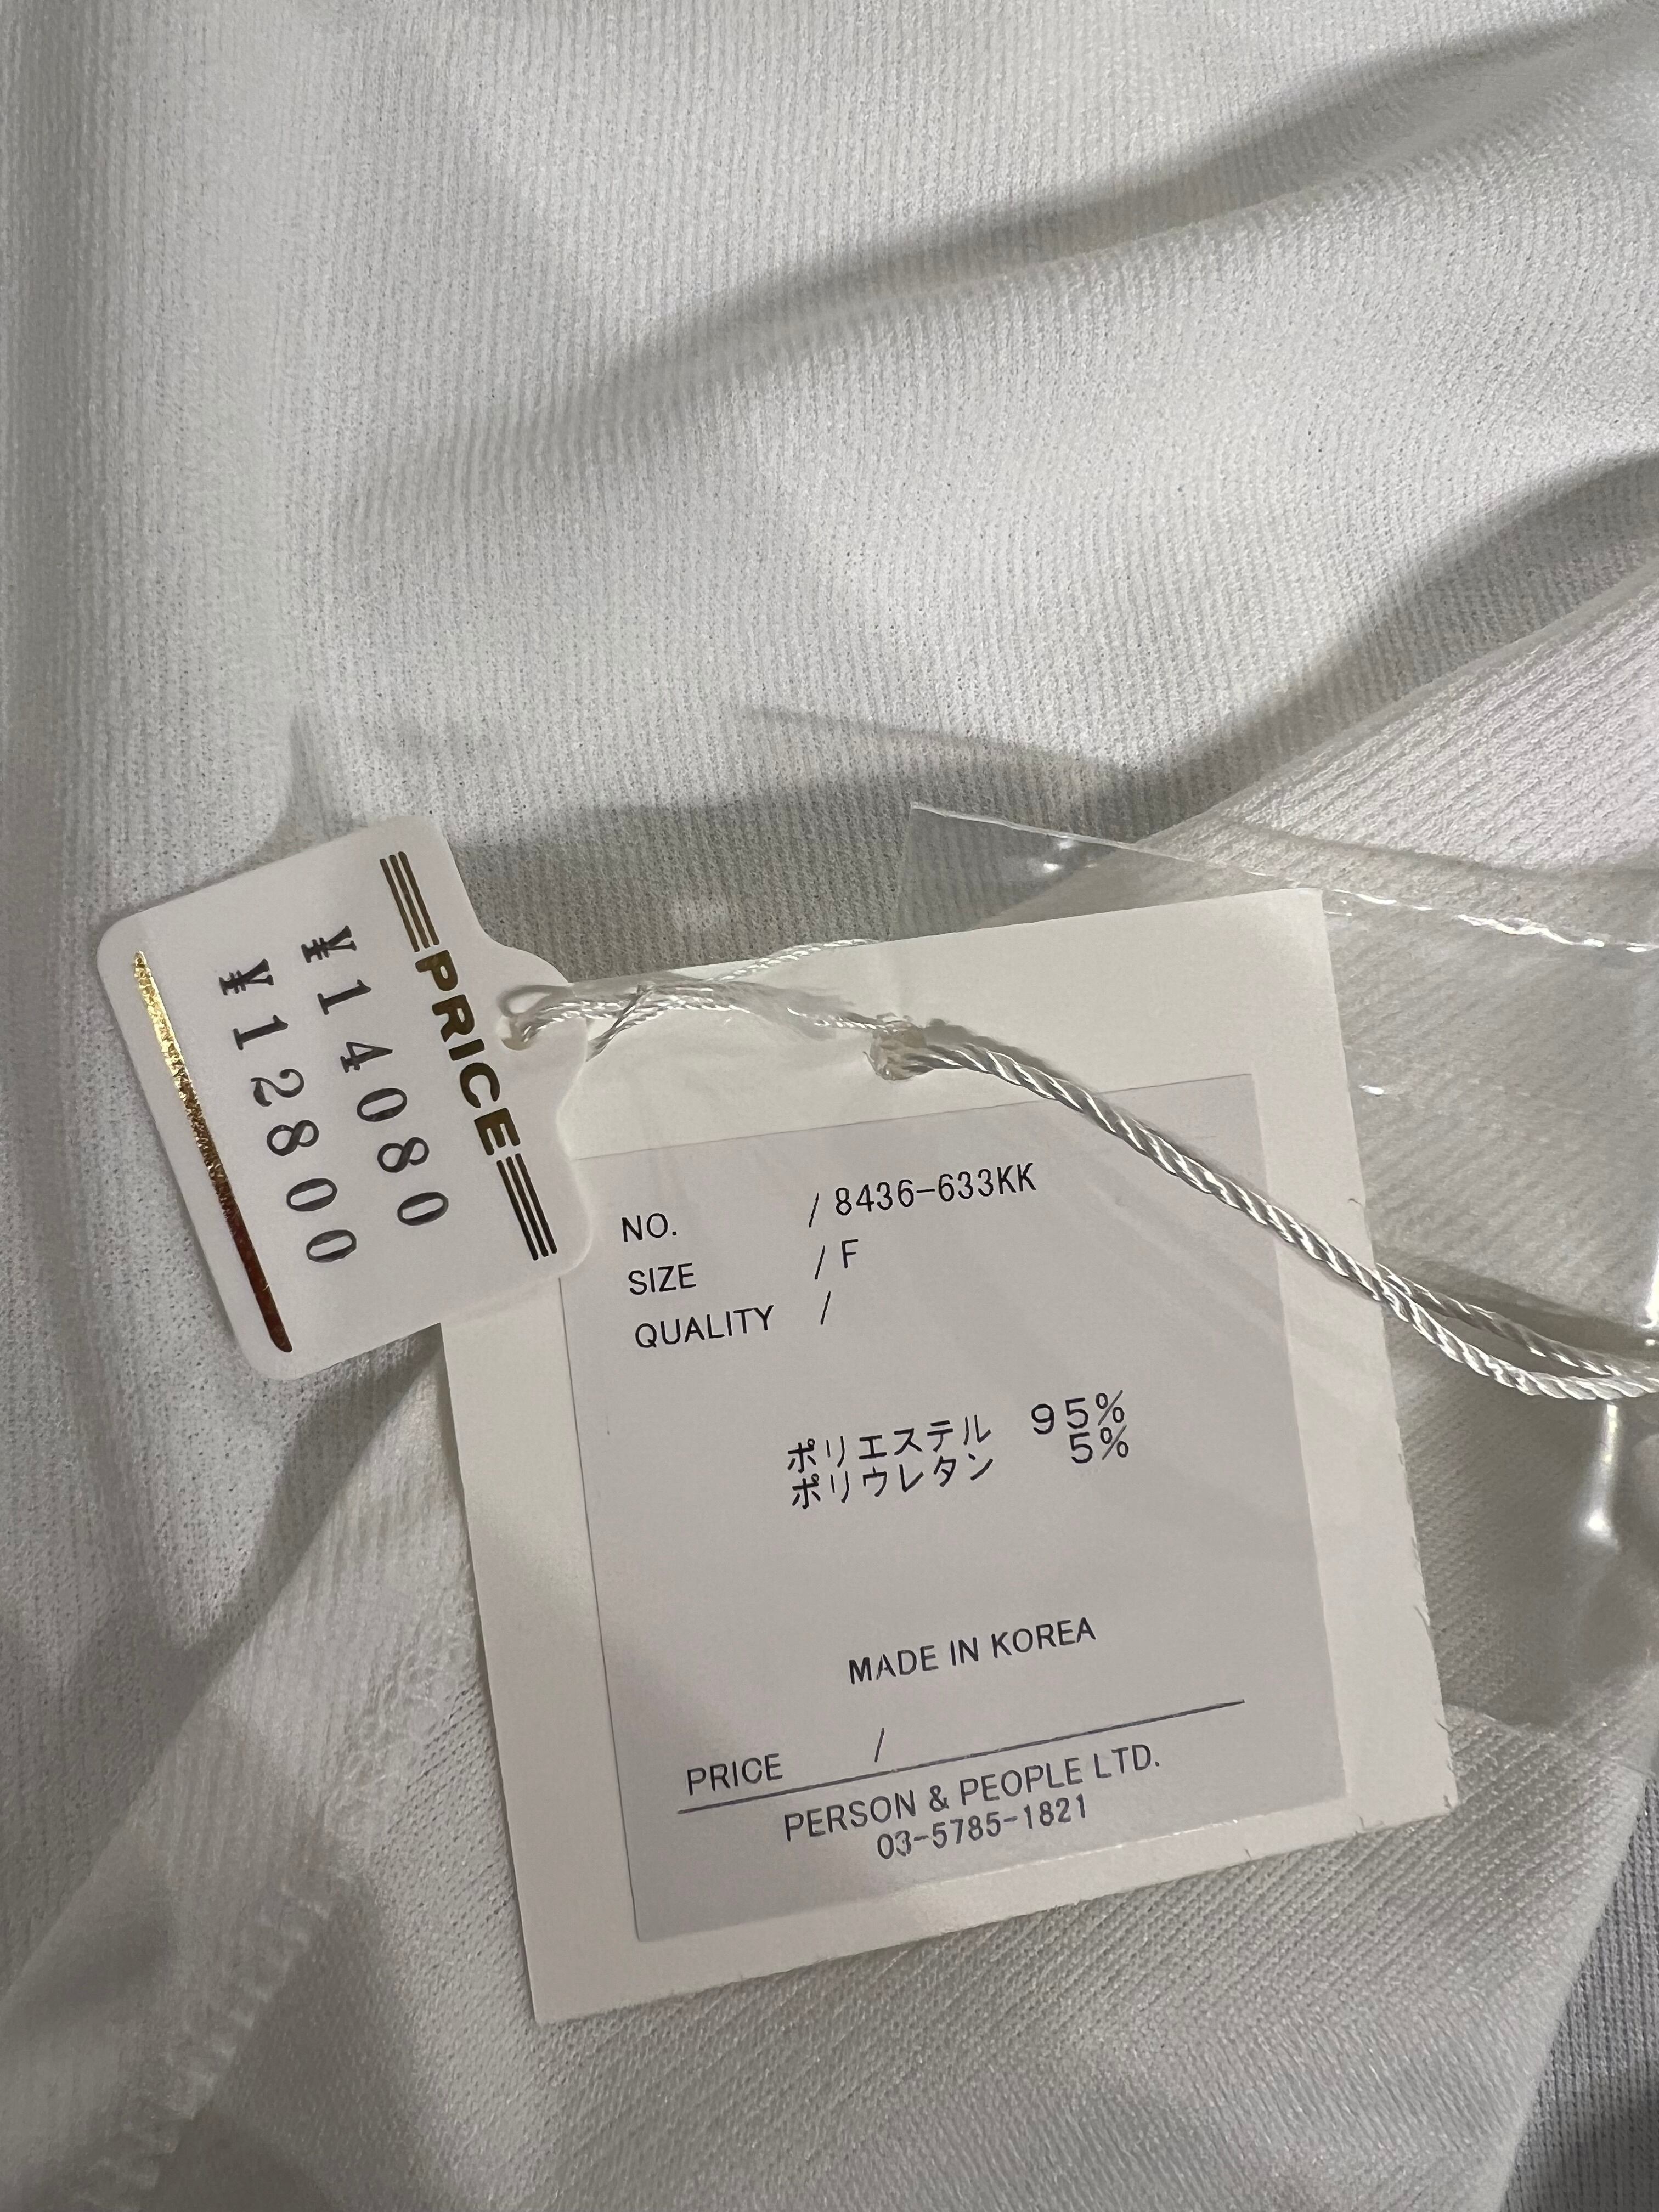 PRICE
¥14080
¥12800
NO. / 8436-633KK
SIZE / F
QUALITY /
ポリエステル 95%
ポリウレタン 5%
MADE IN KOREA
PRICE /
PERSON & PEOPLE LTD.
03-5785-1821